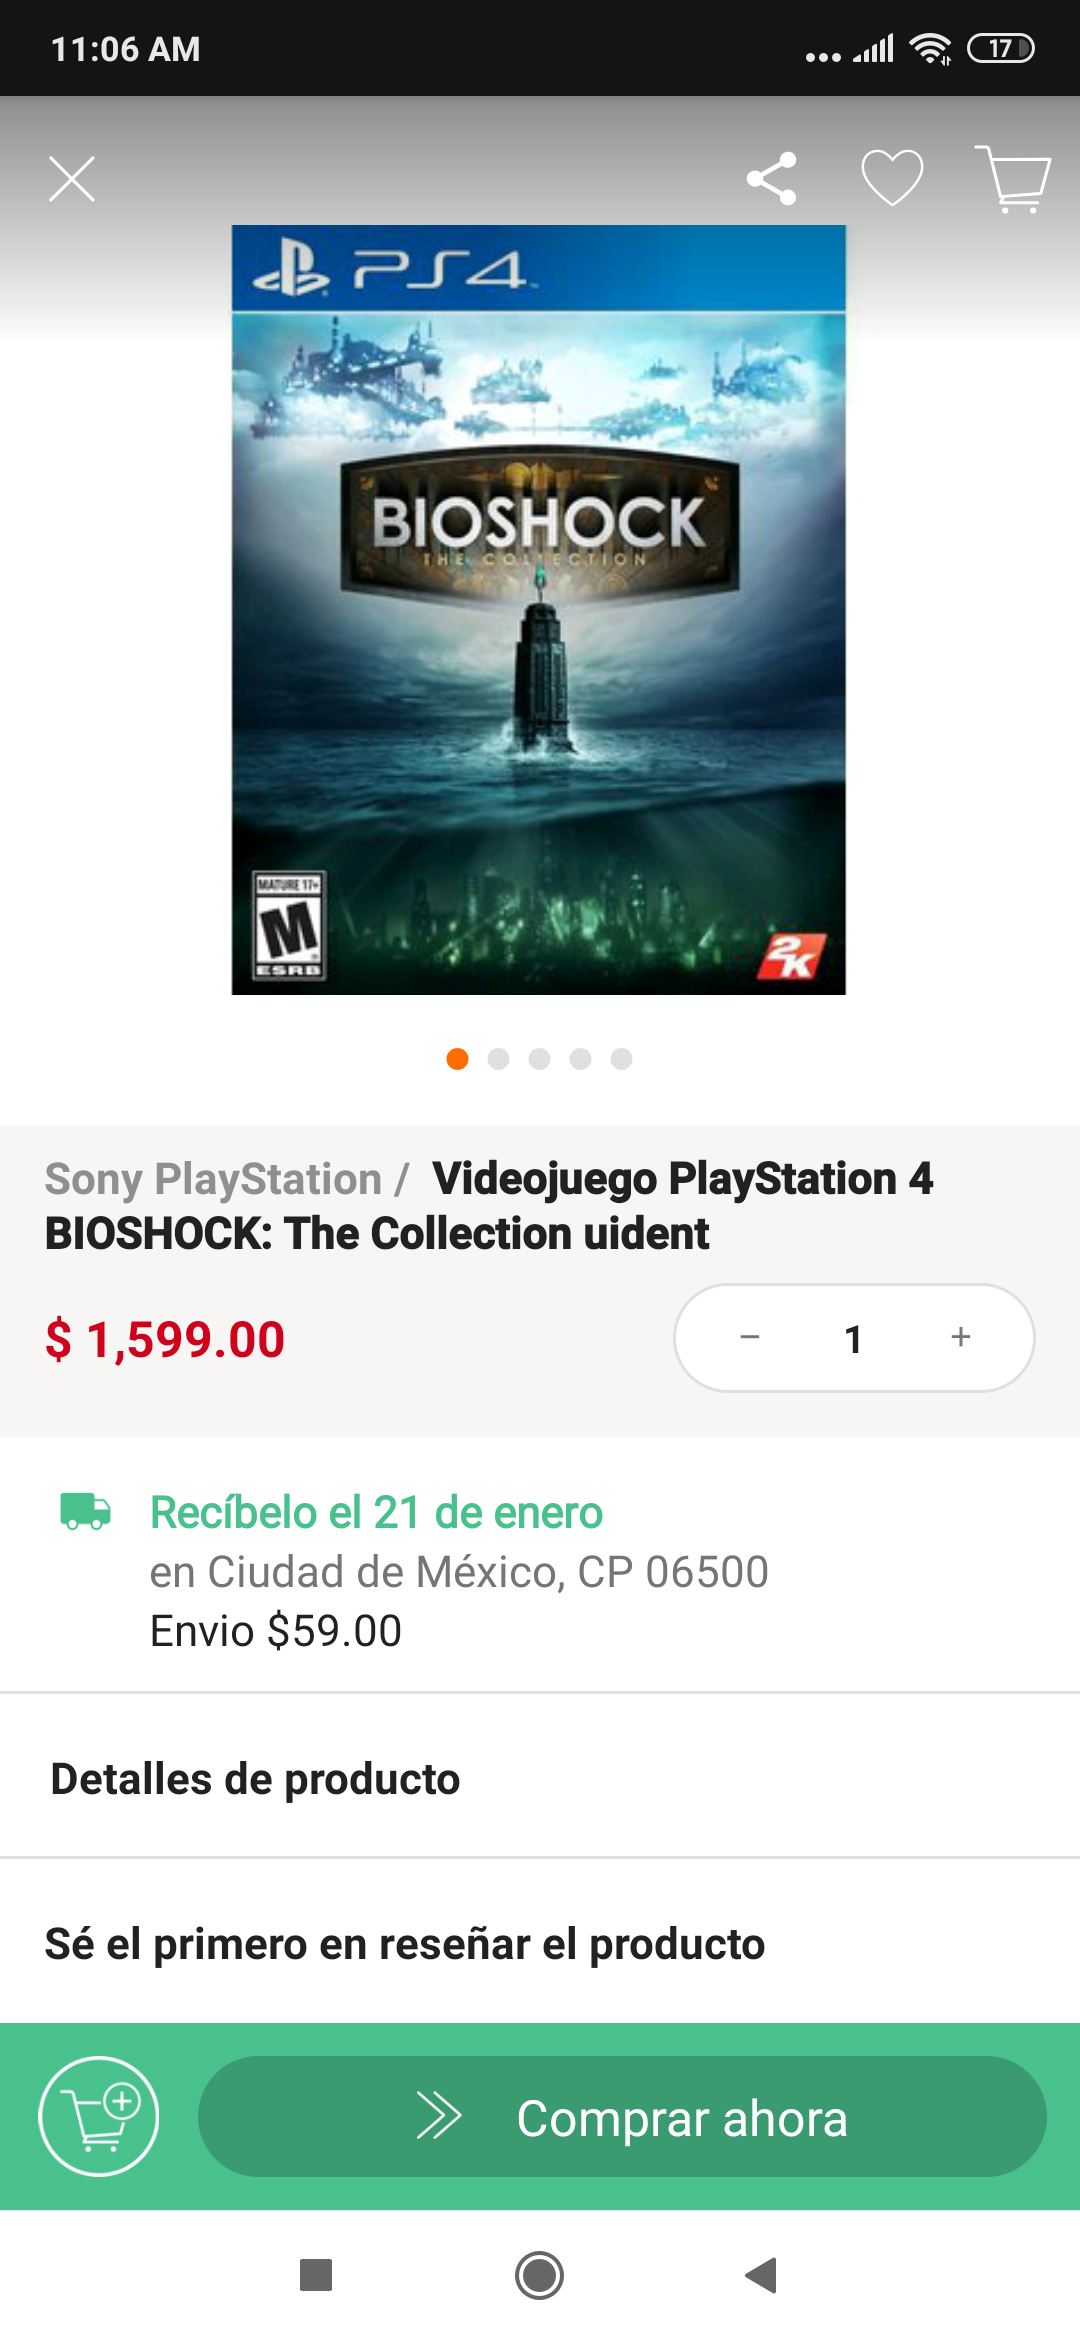 11:06 AM
17
PS4
BIOSHOCK
THE COLLECTION
MATURE 17+
M
ESRB
2K
Sony PlayStation / Videojuego PlayStation 4
BIOSHOCK: The Collection uident
$ 1,599.00
− 1 +
Recíbelo el 21 de enero
en Ciudad de México, CP 06500
Envio $59.00
Detalles de producto
Sé el primero en reseñar el producto
Comprar ahora